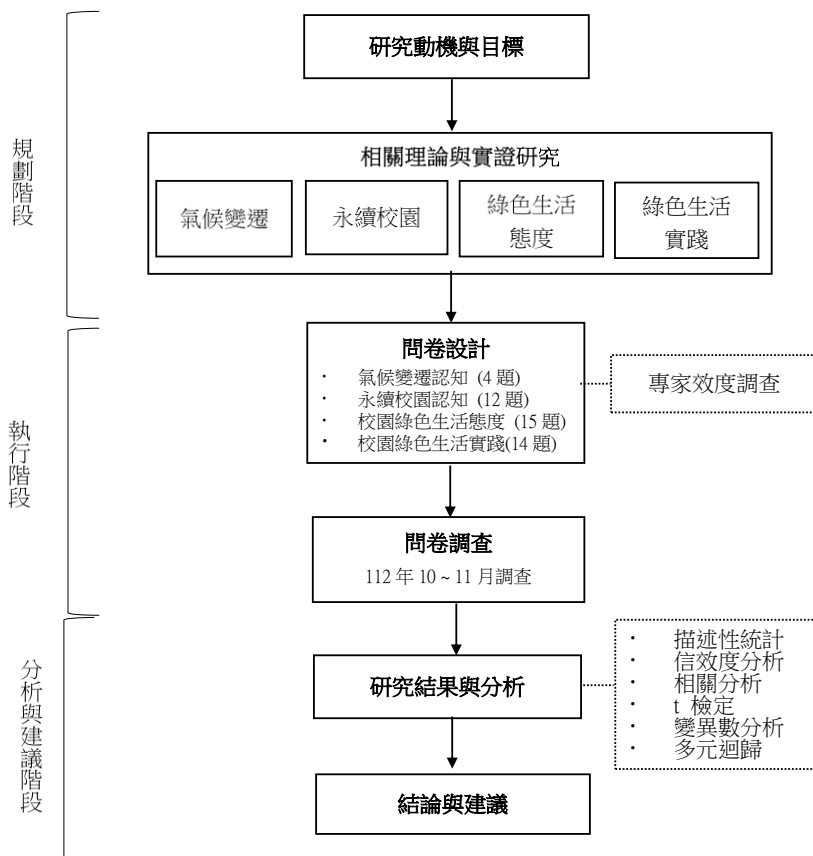 規劃階段
研究動機與目標
相關理論與實證研究
氣候變遷
永續校園
綠色生活
態度
綠色生活
實踐
執行階段
問卷設計
· 氣候變遷認知 (4 題)
· 永續校園認知 (12 題)
· 校園綠色生活態度 (15 題)
· 校園綠色生活實踐(14 題)
專家效度調查
問卷調查
112 年 10 ~ 11 月調查
分析與建議階段
研究結果與分析
· 描述性統計
· 信效度分析
· 相關分析
· t 檢定
· 變異數分析
· 多元迴歸
結論與建議